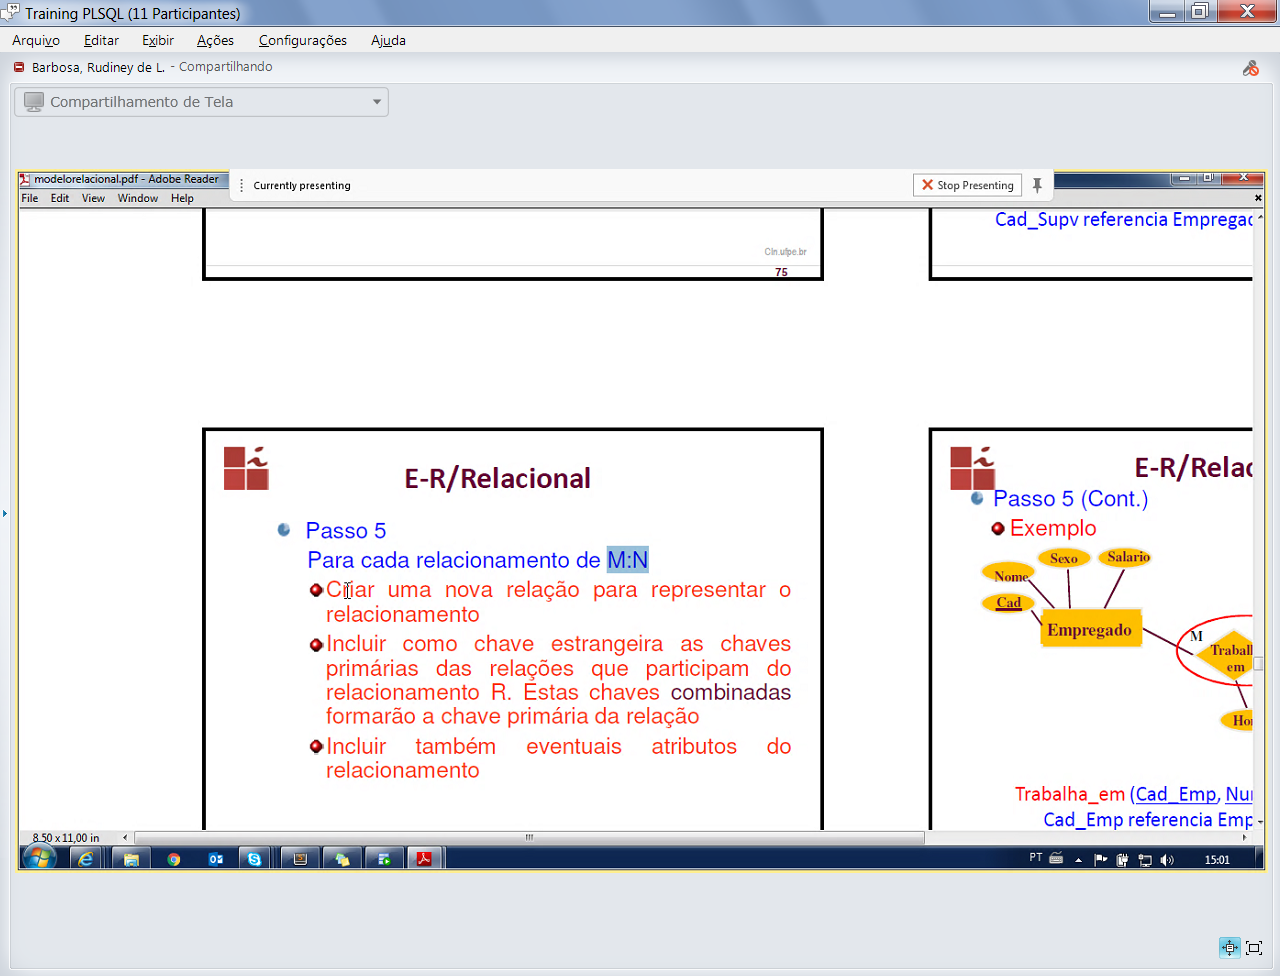 Training PLSQL (11 Participantes)
Arquivo Editar Exibir Ações Configurações Ajuda
Barbosa, Rudiney de L. - Compartilhando
Compartilhamento de Tela
modelorelacional.pdf - Adobe Reader
Currently presenting
Stop Presenting
File Edit View Window Help
Cin.ufpe.br
75
Cad_Supv referencia Empregad
E-R/Relacional
Passo 5
Para cada relacionamento de M:N
Criar uma nova relação para representar o
relacionamento
Incluir como chave estrangeira as chaves
primárias das relações que participam do
relacionamento R. Estas chaves combinadas
formarão a chave primária da relação
Incluir também eventuais atributos do
relacionamento
E-R/Relac
Passo 5 (Cont.)
Exemplo
Sexo
Salario
Nome
Cad
Empregado
M
Trabal
em
Ho
Trabalha_em (Cad_Emp, Nu
Cad_Emp referencia Emp
8,50 x 11,00 in
PT
15:01